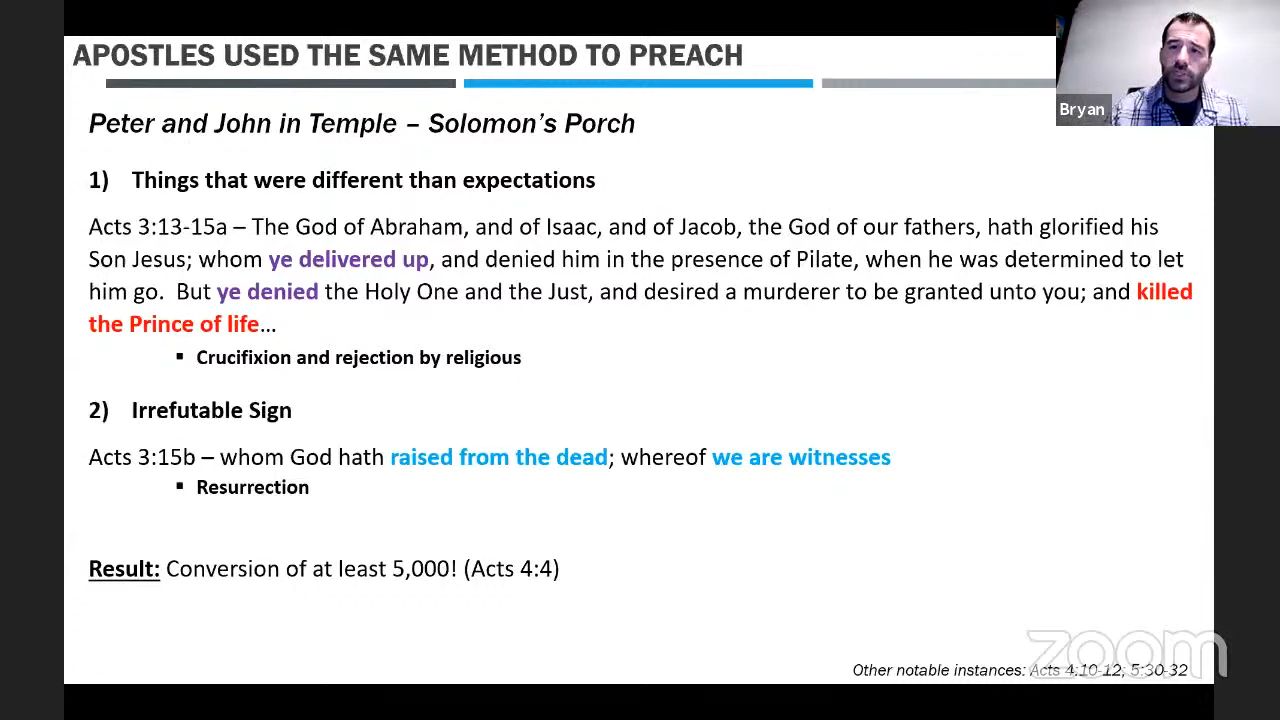 APOSTLES USED THE SAME METHOD TO PREACH
Bryan
Peter and John in Temple – Solomon's Porch
1) Things that were different than expectations
Acts 3:13-15a – The God of Abraham, and of Isaac, and of Jacob, the God of our fathers, hath glorified his
Son Jesus; whom ye delivered up, and denied him in the presence of Pilate, when he was determined to let
him go. But ye denied the Holy One and the Just, and desired a murderer to be granted unto you; and killed
the Prince of life…
▪ Crucifixion and rejection by religious
2) Irrefutable Sign
Acts 3:15b – whom God hath raised from the dead; whereof we are witnesses
▪ Resurrection
Result: Conversion of at least 5,000! (Acts 4:4)
zoom
Other notable instances: Acts 4:10-12; 5:30-32